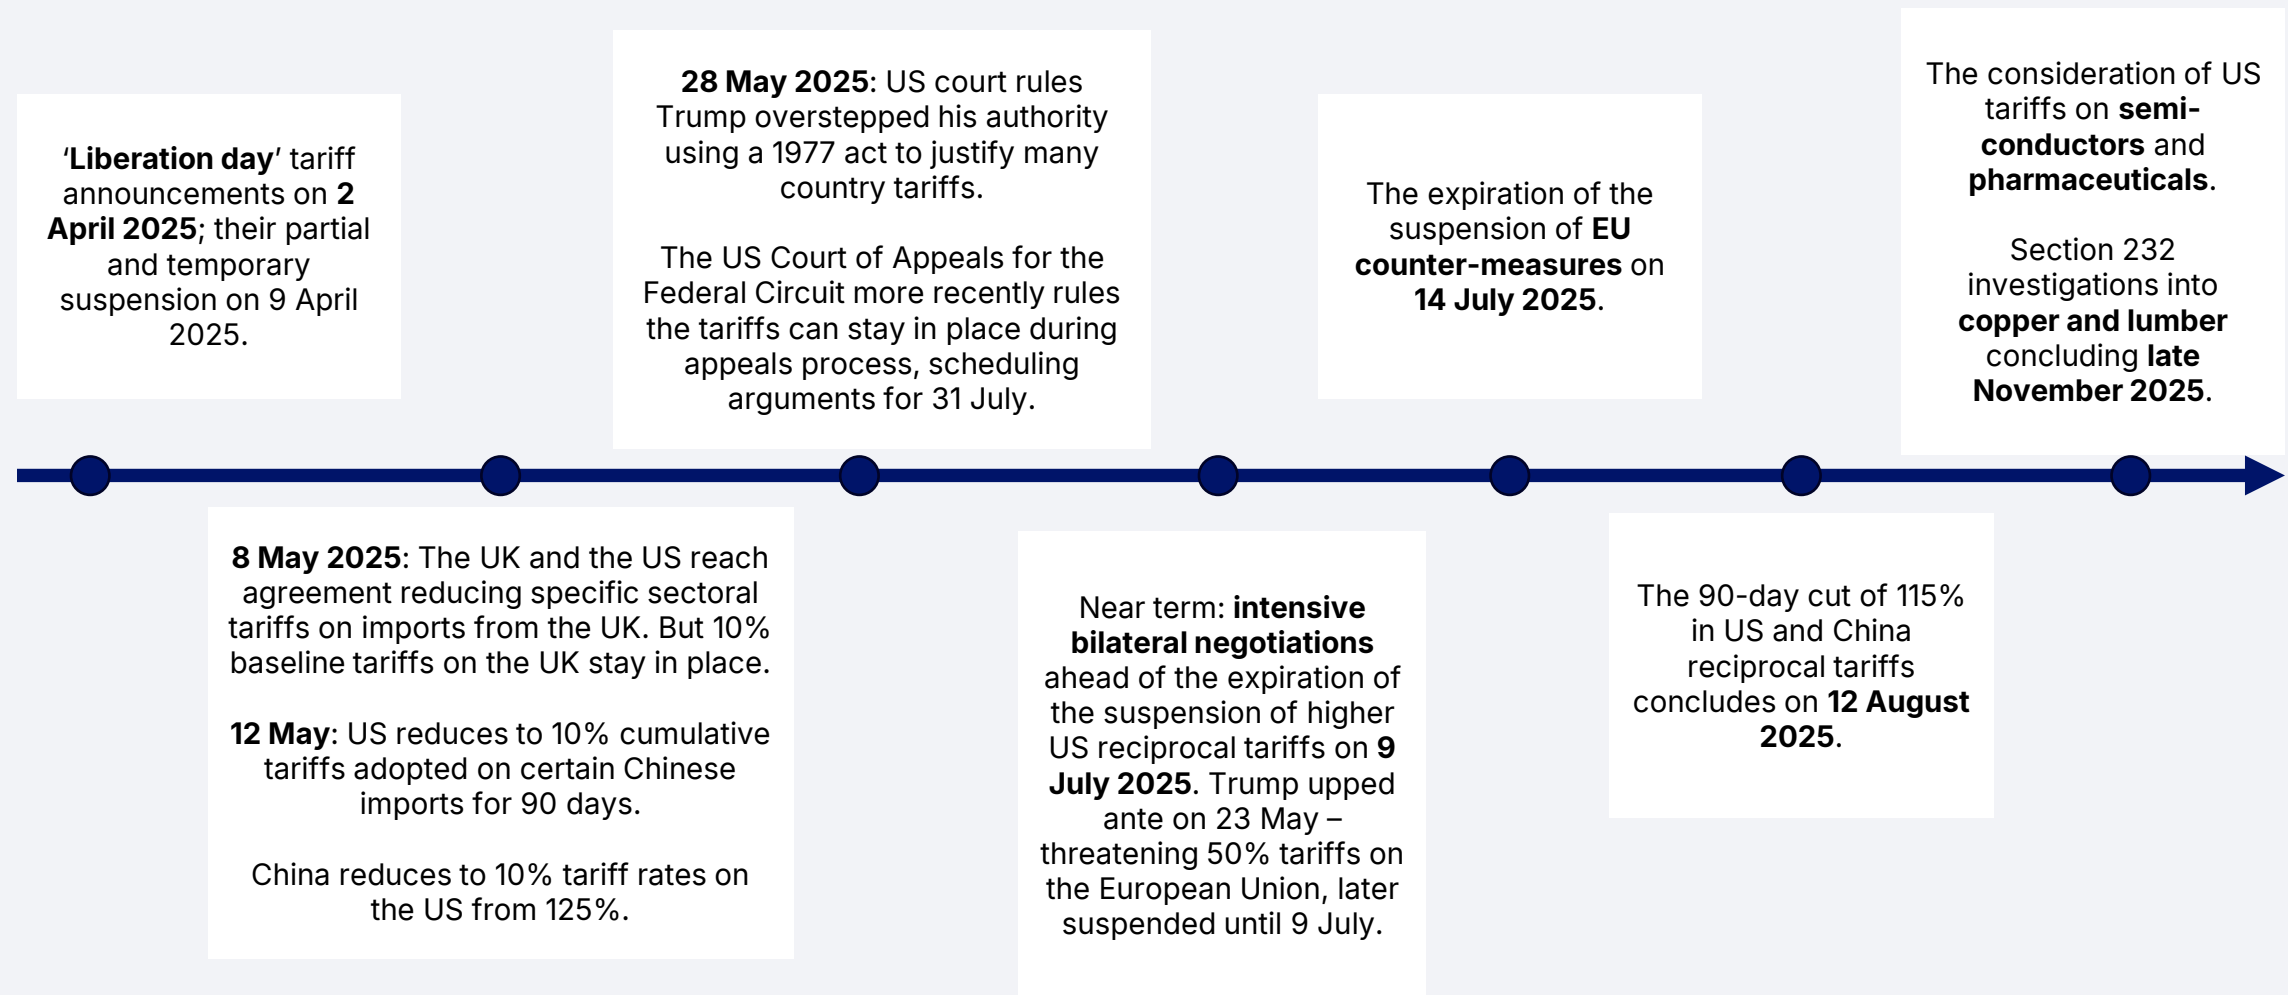 ‘Liberation day’ tariff
announcements on 2
April 2025; their partial
and temporary
suspension on 9 April
2025.
8 May 2025: The UK and the US reach
agreement reducing specific sectoral
tariffs on imports from the UK. But 10%
baseline tariffs on the UK stay in place.
12 May: US reduces to 10% cumulative
tariffs adopted on certain Chinese
imports for 90 days.
China reduces to 10% tariff rates on
the US from 125%.
28 May 2025: US court rules
Trump overstepped his authority
using a 1977 act to justify many
country tariffs.
The US Court of Appeals for the
Federal Circuit more recently rules
the tariffs can stay in place during
appeals process, scheduling
arguments for 31 July.
Near term: intensive
bilateral negotiations
ahead of the expiration of
the suspension of higher
US reciprocal tariffs on 9
July 2025. Trump upped
ante on 23 May –
threatening 50% tariffs on
the European Union, later
suspended until 9 July.
The expiration of the
suspension of EU
counter-measures on
14 July 2025.
The 90-day cut of 115%
in US and China
reciprocal tariffs
concludes on 12 August
2025.
The consideration of US
tariffs on semi-
conductors and
pharmaceuticals.
Section 232
investigations into
copper and lumber
concluding late
November 2025.